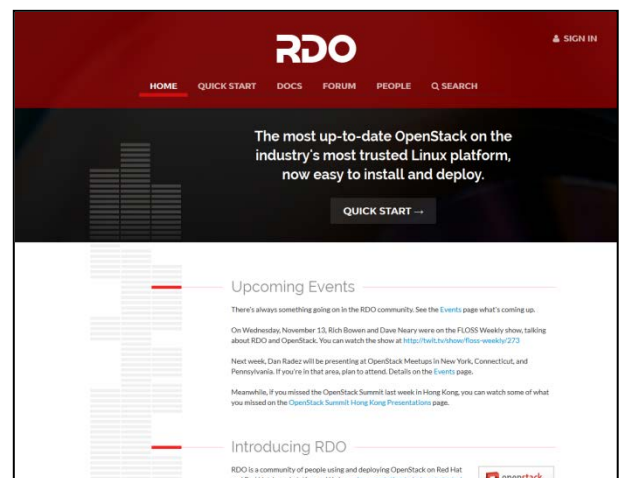 SIGN IN
RDO
HOME QUICK START DOCS FORUM PEOPLE SEARCH
The most up-to-date OpenStack on the
industry's most trusted Linux platform,
now easy to install and deploy.
QUICK START →
Upcoming Events
There's always something going on in the RDO community. See the Events page what's coming up.
On Wednesday, November 13, Rich Bowen and Dave Neary were on the FLOSS Weekly show, talking
about RDO and OpenStack. You can watch the show at http://twit.tv/show/floss-weekly/273
Next week, Dan Radez will be presenting at OpenStack Meetups in New York, Connecticut, and
Pennsylvania. If you're in that area, plan to attend. Details on the Events page.
Meanwhile, if you missed the OpenStack Summit last week in Hong Kong, you can watch some of what
you missed on the OpenStack Summit Hong Kong Presentations page.
Introducing RDO
RDO is a community of people using and deploying OpenStack on Red Hat
openstack